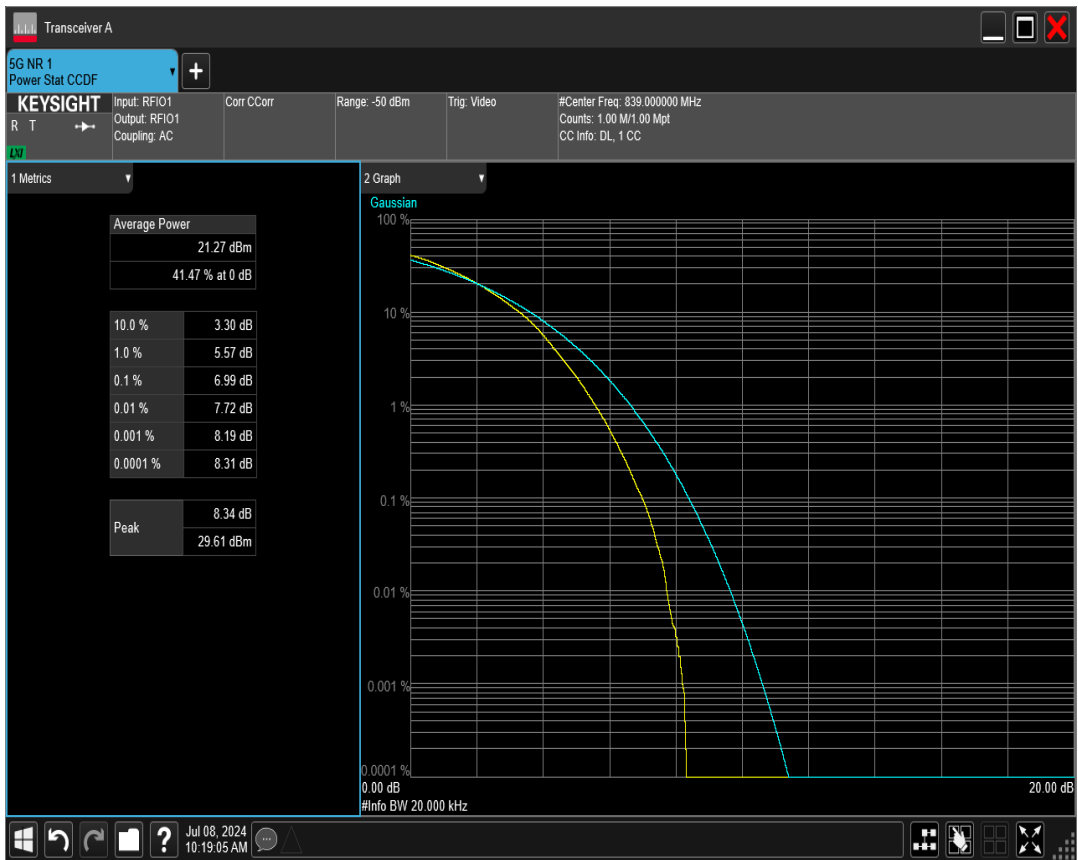 Transceiver A
5G NR 1
Power Stat CCDF
+
KEYSIGHT
R T
LXI
Input: RFIO1
Output: RFIO1
Coupling: AC
Corr CCorr
Range: -50 dBm
Trig: Video
#Center Freq: 839.000000 MHz
Counts: 1.00 M/1.00 Mpt
CC Info: DL, 1 CC
1 Metrics
Average Power
21.27 dBm
41.47 % at 0 dB
10.0 % 3.30 dB
1.0 % 5.57 dB
0.1 % 6.99 dB
0.01 % 7.72 dB
0.001 % 8.19 dB
0.0001 % 8.31 dB
Peak
8.34 dB
29.61 dBm
2 Graph
Gaussian
100 %
10 %
1 %
0.1 %
0.01 %
0.001 %
0.0001 %
0.00 dB 20.00 dB
#Info BW 20.000 kHz
?
Jul 08, 2024
10:19:05 AM